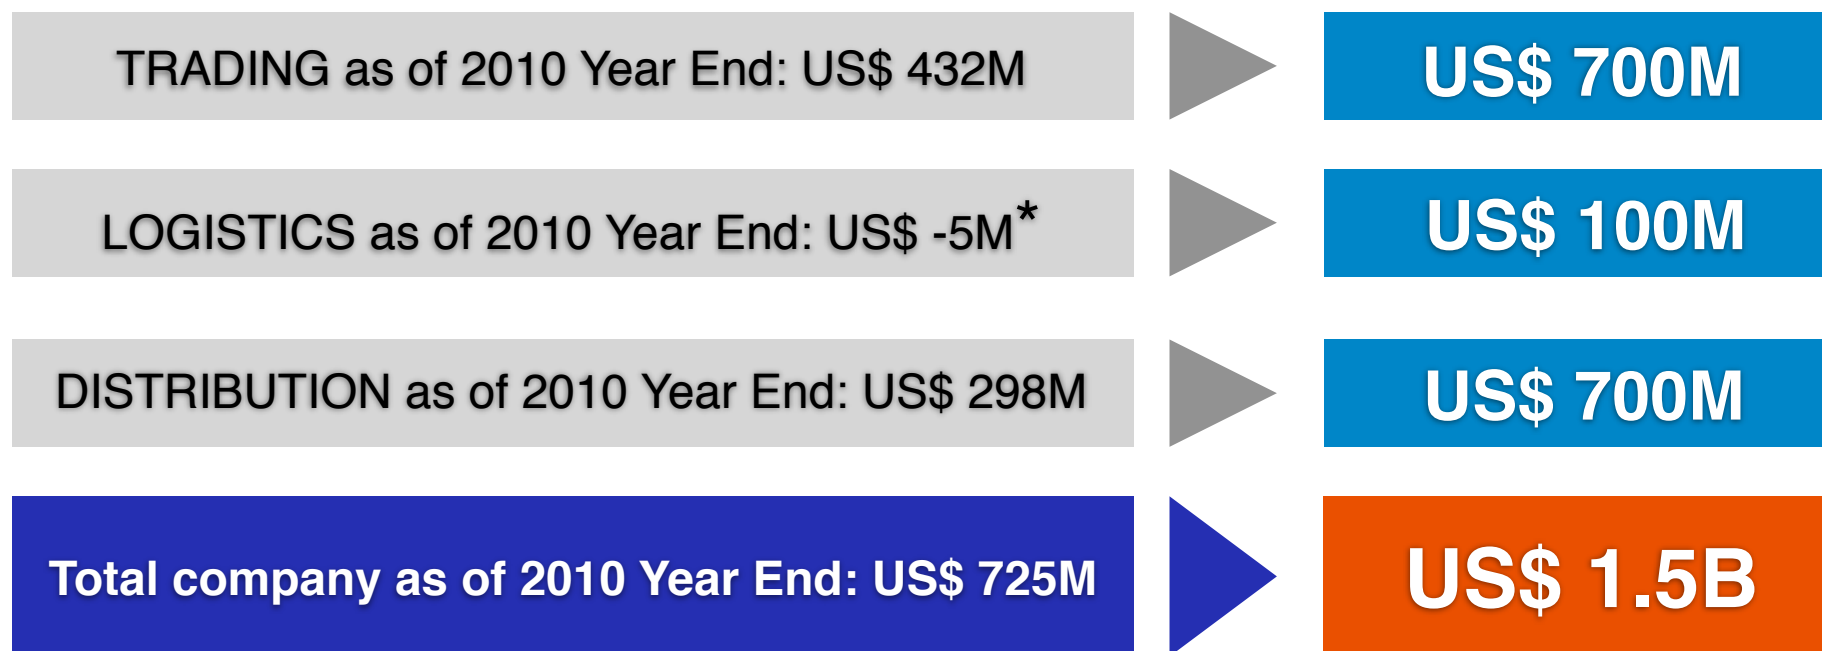 TRADING as of 2010 Year End: US$ 432M
US$ 700M
LOGISTICS as of 2010 Year End: US$ -5M*
US$ 100M
DISTRIBUTION as of 2010 Year End: US$ 298M
US$ 700M
Total company as of 2010 Year End: US$ 725M
US$ 1.5B